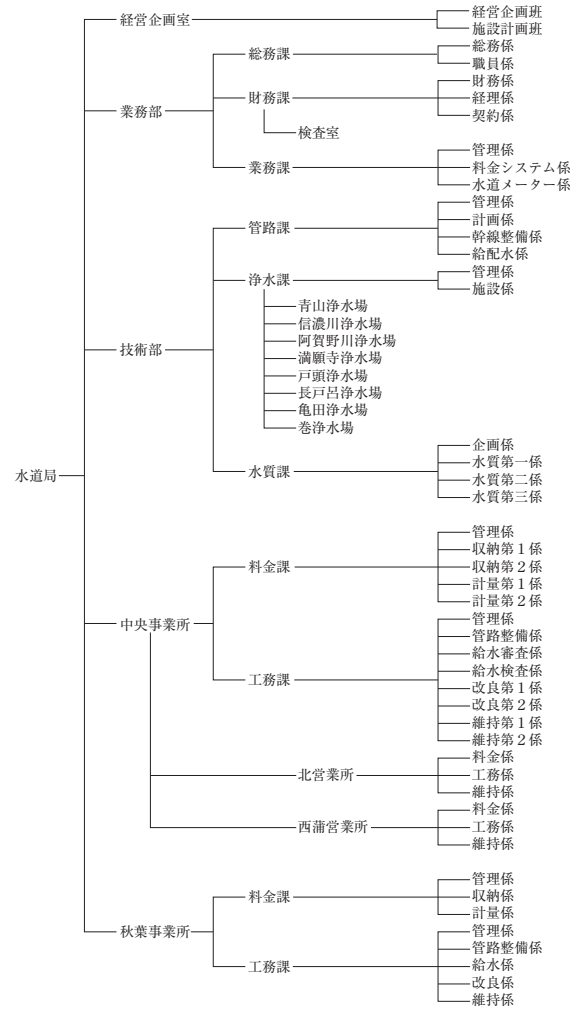 経営企画室
経営企画班
施設計画班
総務課
総務係
職員係
業務部
財務課
財務係
経理係
契約係
検査室
業務課
管理係
料金システム係
水道メーター係
管路課
管理係
計画係
幹線整備係
給配水係
浄水課
管理係
施設係
青山浄水場
信濃川浄水場
阿賀野川浄水場
技術部
満願寺浄水場
戸頭浄水場
長戸呂浄水場
亀田浄水場
巻浄水場
水質課
企画係
水質第一係
水質第二係
水質第三係
水道局
料金課
管理係
収納第1係
収納第2係
計量第1係
計量第2係
中央事業所
工務課
管理係
管路整備係
給水審査係
給水検査係
改良第1係
改良第2係
維持第1係
維持第2係
北営業所
料金係
工務係
維持係
西蒲営業所
料金係
工務係
維持係
秋葉事業所
料金課
管理係
収納係
計量係
工務課
管理係
管路整備係
給水係
改良係
維持係